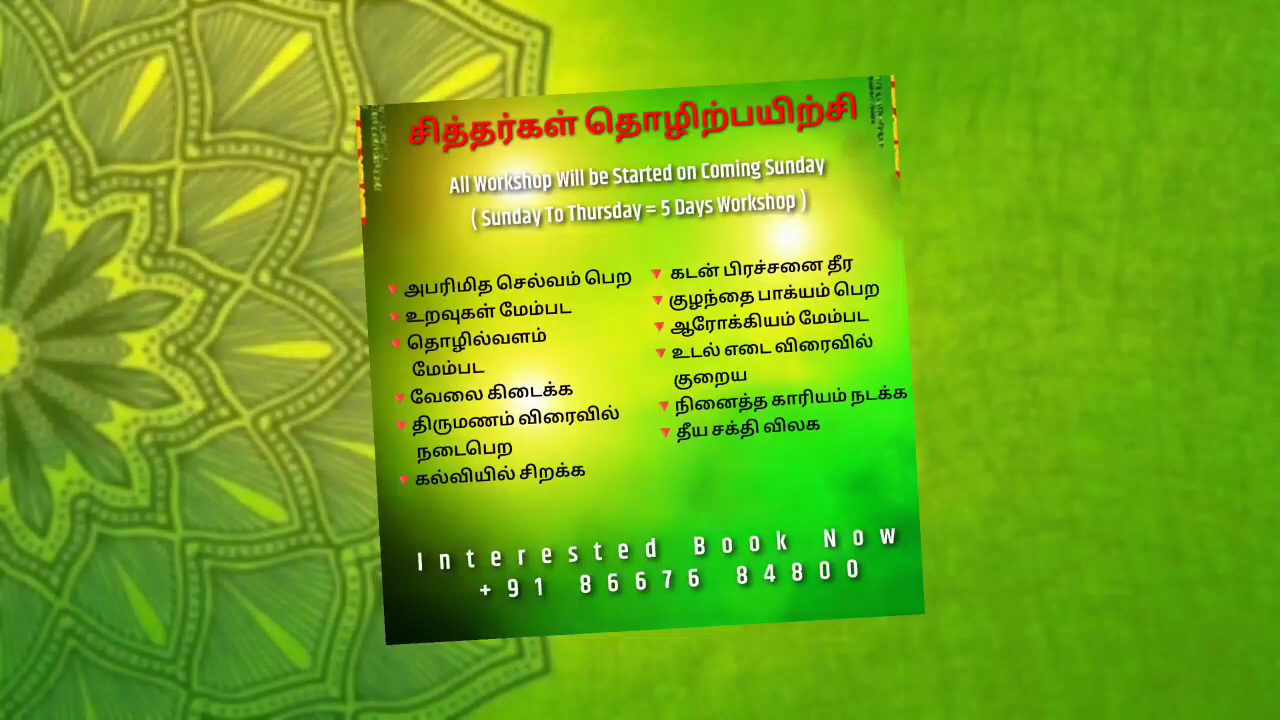 சித்தர்கள் தொழிற்பயிற்சி
All Workshop Will be Started on Coming Sunday
( Sunday To Thursday = 5 Days Workshop )
🔻அபரிமித செல்வம் பெற
🔻உறவுகள் மேம்பட
🔻தொழில்வளம்
மேம்பட
🔻வேலை கிடைக்க
🔻திருமணம் விரைவில்
நடைபெற
🔻கல்வியில் சிறக்க
🔻கடன் பிரச்சனை தீர
🔻குழந்தை பாக்யம் பெற
🔻ஆரோக்கியம் மேம்பட
🔻உடல் எடை விரைவில்
குறைய
🔻நினைத்த காரியம் நடக்க
🔻தீய சக்தி விலக
Interested Book Now
+91 86676 84800